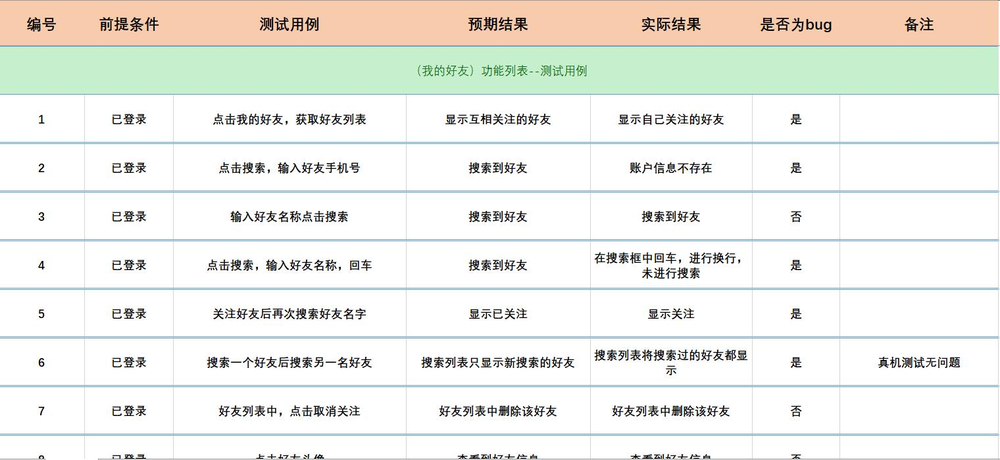 编号 前提条件 测试用例 预期结果 实际结果 是否为bug 备注
（我的好友）功能列表--测试用例
1 已登录 点击我的好友，获取好友列表 显示互相关注的好友 显示自己关注的好友 是
2 已登录 点击搜索，输入好友手机号 搜索到好友 账户信息不存在 是
3 已登录 输入好友名称点击搜索 搜索到好友 搜索到好友 否
4 已登录 点击搜索，输入好友名称，回车 搜索到好友 在搜索框中回车，进行换行，
未进行搜索 是
5 已登录 关注好友后再次搜索好友名字 显示已关注 显示关注 是
6 已登录 搜索一个好友后搜索另一名好友 搜索列表只显示新搜索的好友 搜索列表将搜索过的好友都显
示 是 真机测试无问题
7 已登录 好友列表中，点击取消关注 好友列表中删除该好友 好友列表中删除该好友 否
8 已登录 点击好友头像 查看到好友信息 查看到好友信息 否